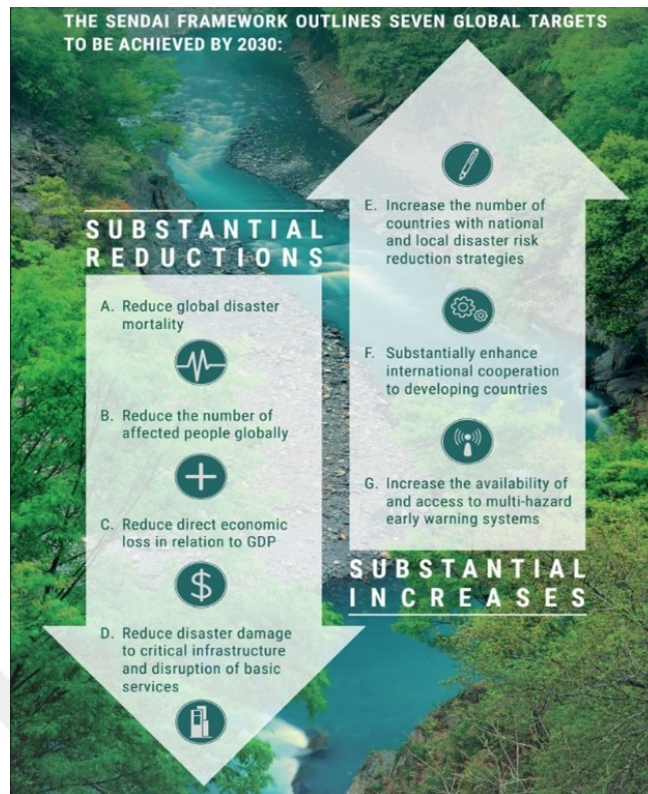 THE SENDAI FRAMEWORK OUTLINES SEVEN GLOBAL TARGETS
TO BE ACHIEVED BY 2030:
SUBSTANTIAL
REDUCTIONS
A. Reduce global disaster
mortality
B. Reduce the number of
affected people globally
C. Reduce direct economic
loss in relation to GDP
$
D. Reduce disaster damage
to critical infrastructure
and disruption of basic
services
E. Increase the number of
countries with national
and local disaster risk
reduction strategies
F. Substantially enhance
international cooperation
to developing countries
G. Increase the availability of
and access to multi-hazard
early warning systems
SUBSTANTIAL
INCREASES